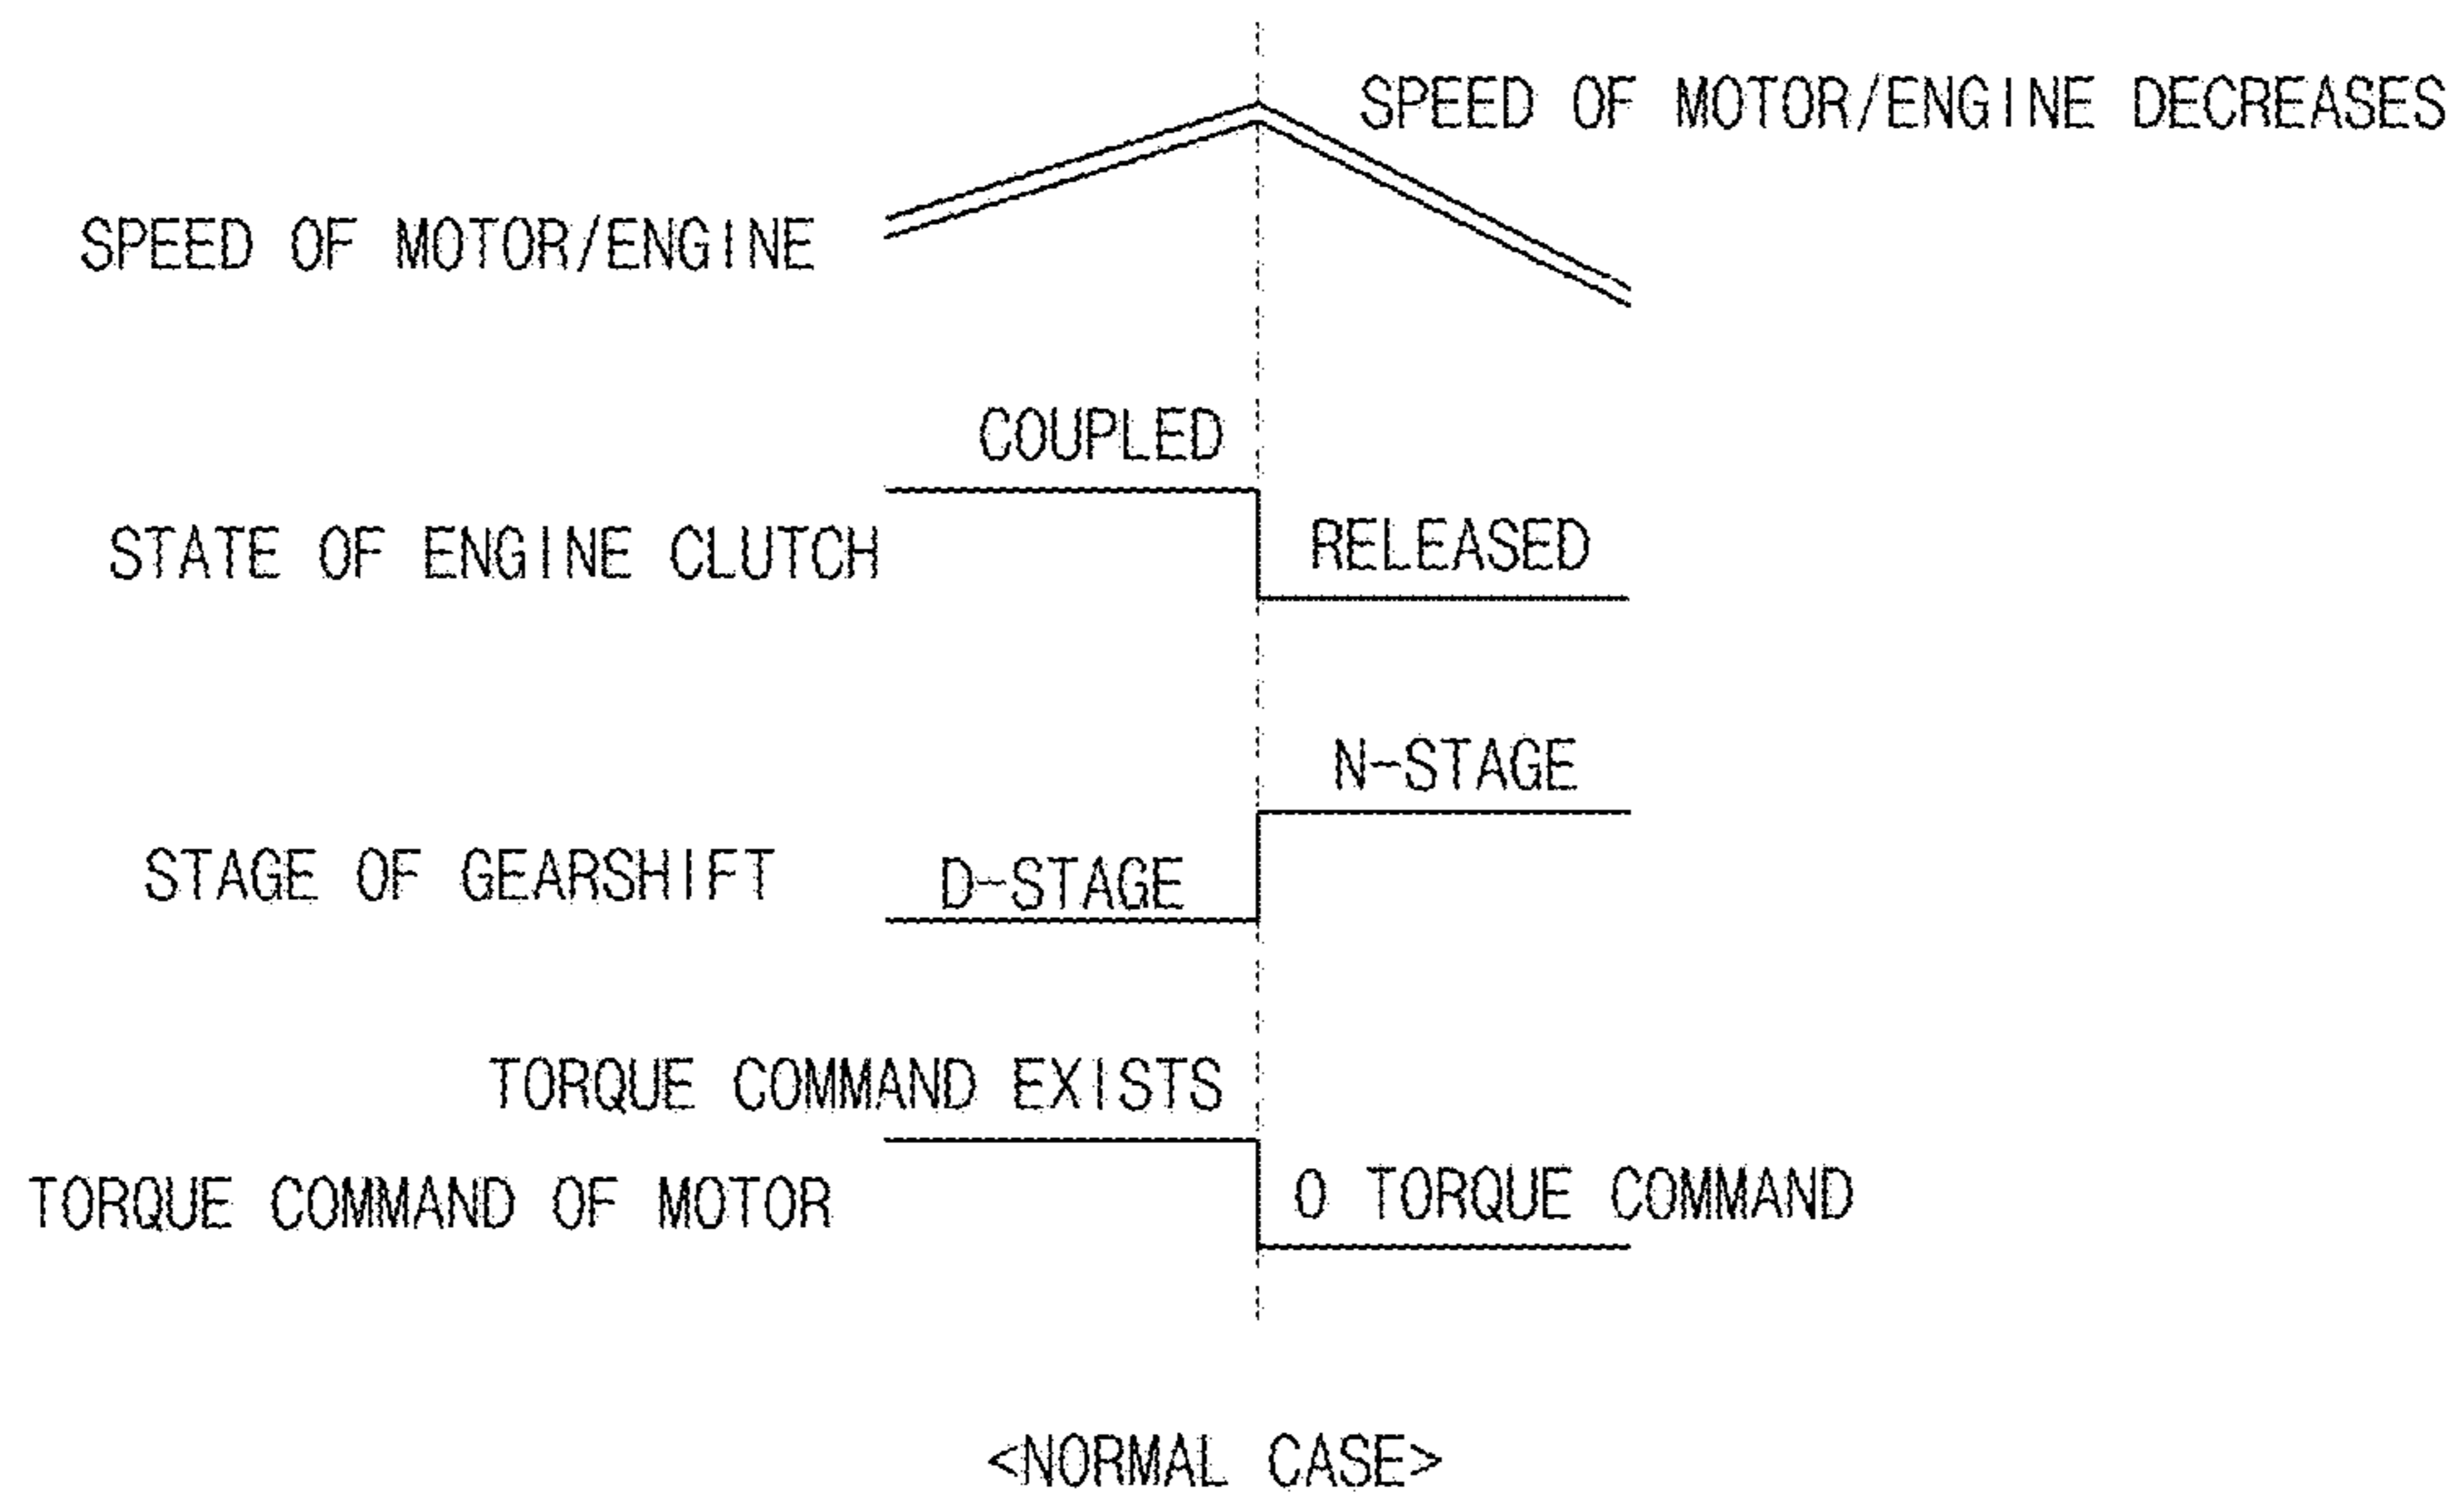 SPEED OF MOTOR/ENGINE DECREASES
SPEED OF MOTOR/ENGINE
COUPLED
STATE OF ENGINE CLUTCH
RELEASED
N-STAGE
STAGE OF GEARSHIFT
D-STAGE
TORQUE COMMAND EXISTS
TORQUE COMMAND OF MOTOR
0 TORQUE COMMAND
<NORMAL CASE>